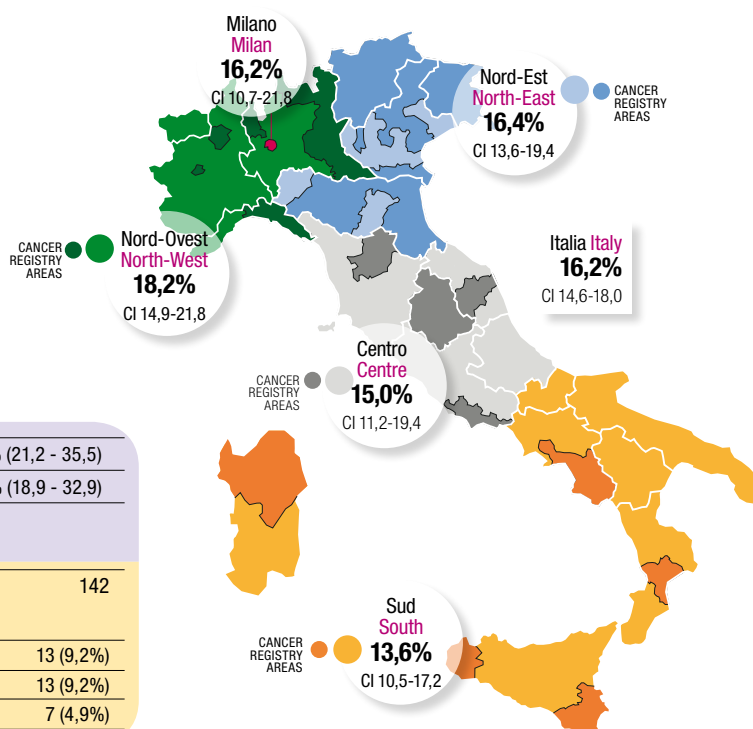 Milano
Milan
16,2%
CI 10,7-21,8
Nord-Est
North-East
16,4%
CI 13,6-19,4
CANCER
REGISTRY
AREAS
CANCER
REGISTRY
AREAS
Nord-Ovest
North-West
18,2%
CI 14,9-21,8
Italia Italy
16,2%
CI 14,6-18,0
Centro
Centre
15,0%
CI 11,2-19,4
CANCER
REGISTRY
AREAS
(21,2 - 35,5)
(18,9 - 32,9)
142
13 (9,2%)
13 (9,2%)
7 (4,9%)
Sud
South
13,6%
CI 10,5-17,2
CANCER
REGISTRY
AREAS